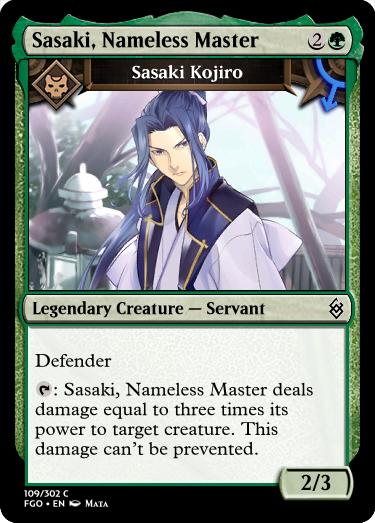 Sasaki, Nameless Master 2
Sasaki Kojiro
Legendary Creature — Servant
Defender
: Sasaki, Nameless Master deals
damage equal to three times its
power to target creature. This
damage can't be prevented.
2/3
109/302 C
FGO • EN Mata